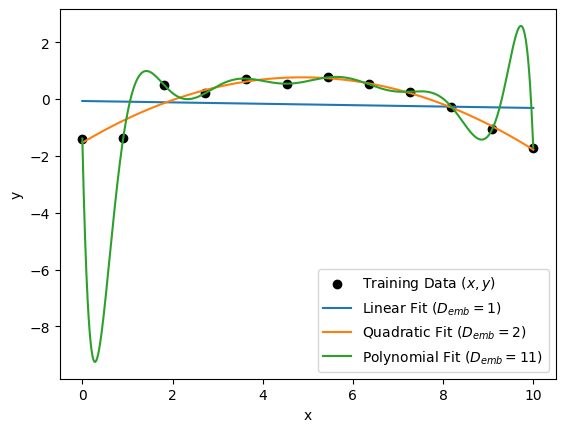 2
0
−2
−4
−6
−8
y
0
2
4
6
8
10
x
Training Data (x, y)
Linear Fit (D_emb = 1)
Quadratic Fit (D_emb = 2)
Polynomial Fit (D_emb = 11)